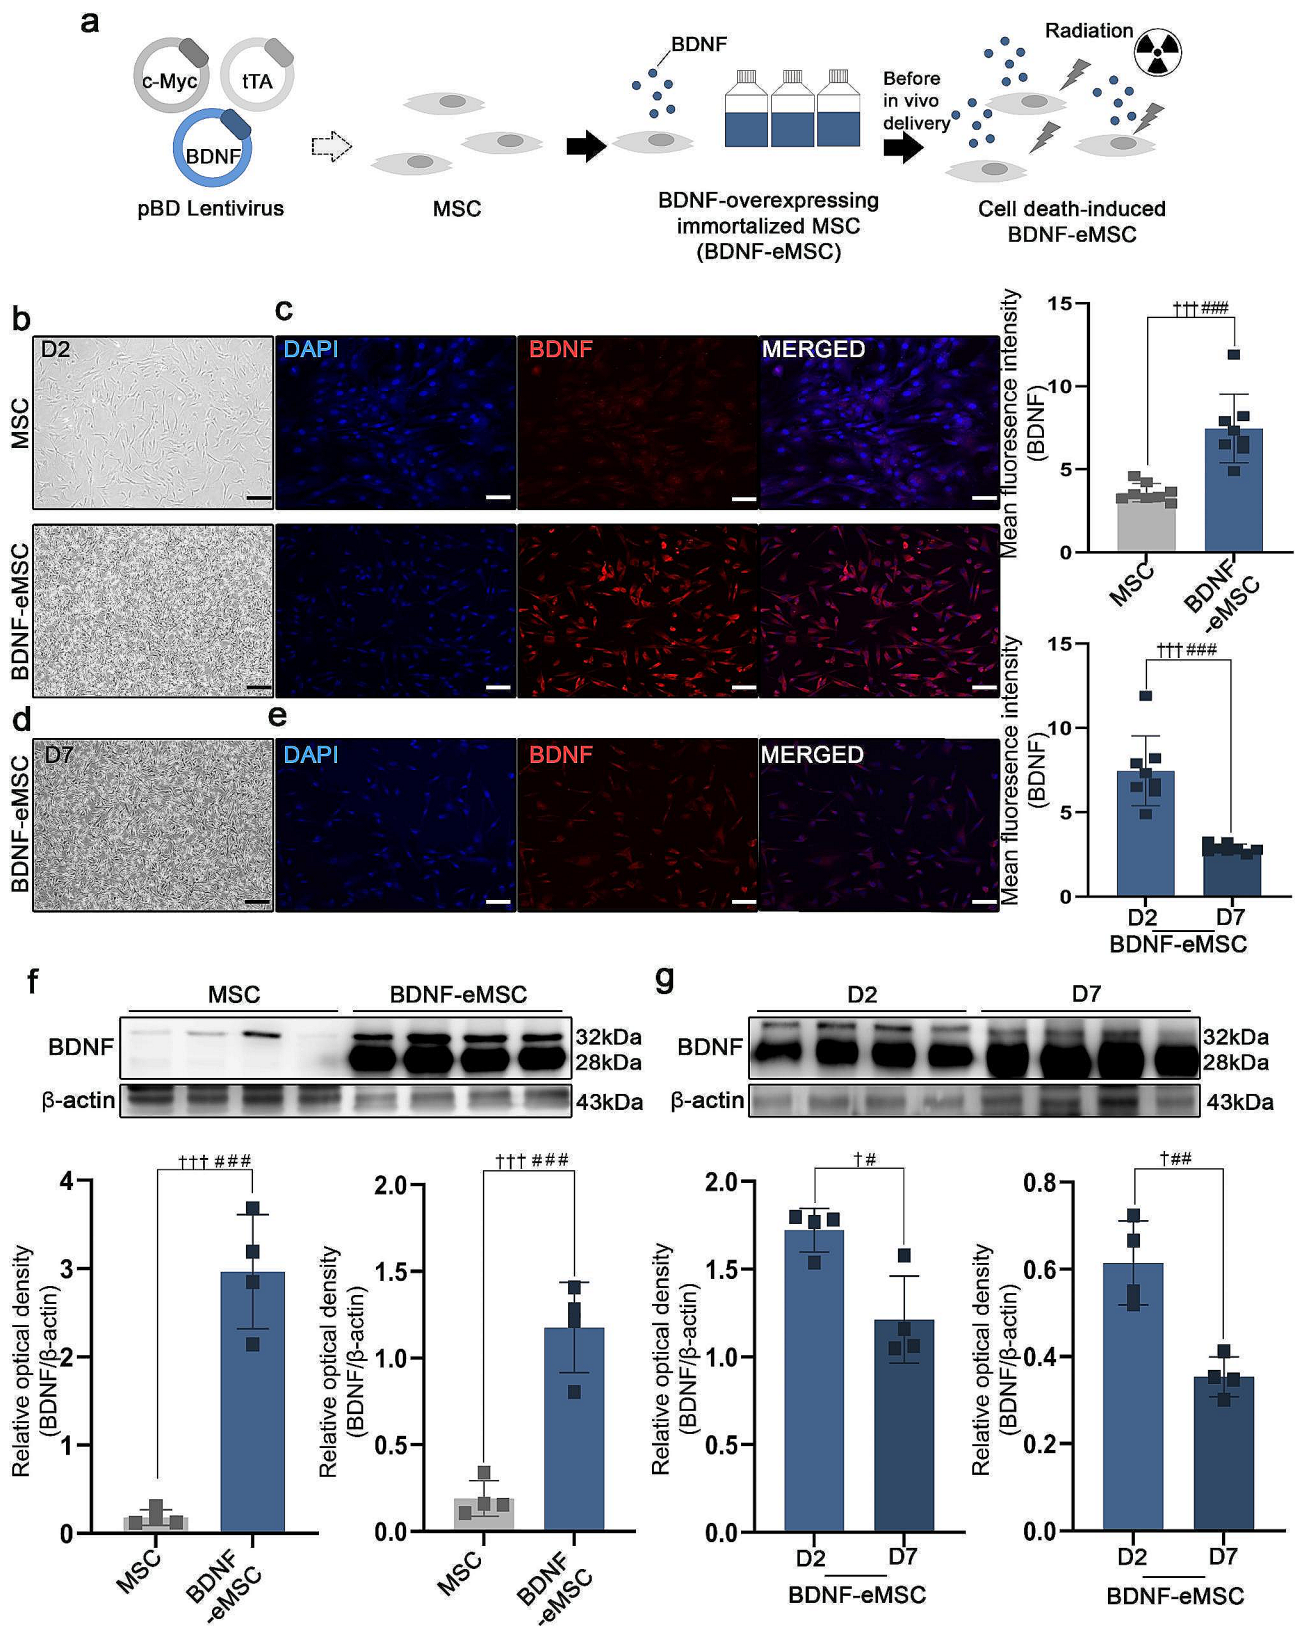 a
c-Myc
tTA
BDNF
pBD Lentivirus
MSC
BDNF
BDNF-overexpressing
immortalized MSC
(BDNF-eMSC)
Before
in vivo
delivery
Radiation
Cell death-induced
BDNF-eMSC
b
D2
MSC
BDNF-eMSC
c
DAPI
BDNF
MERGED
Mean fluoresence intensity
(BDNF)
15
10
5
0
††† ###
MSC
BDNF
-eMSC
d
D7
BDNF-eMSC
e
DAPI
BDNF
MERGED
Mean fluoresence intensity
(BDNF)
15
10
5
0
††† ###
D2
D7
BDNF-eMSC
f
MSC
BDNF-eMSC
BDNF
32kDa
28kDa
β-actin
43kDa
Relative optical density
(BDNF/β-actin)
4
3
2
1
0
††† ###
MSC
BDNF
-eMSC
Relative optical density
(BDNF/β-actin)
2.0
1.5
1.0
0.5
0.0
††† ###
MSC
BDNF
-eMSC
g
D2
D7
BDNF
32kDa
28kDa
β-actin
43kDa
Relative optical density
(BDNF/β-actin)
2.0
1.5
1.0
0.5
0.0
† #
D2
D7
BDNF-eMSC
Relative optical density
(BDNF/β-actin)
0.8
0.6
0.4
0.2
0.0
† ##
D2
D7
BDNF-eMSC